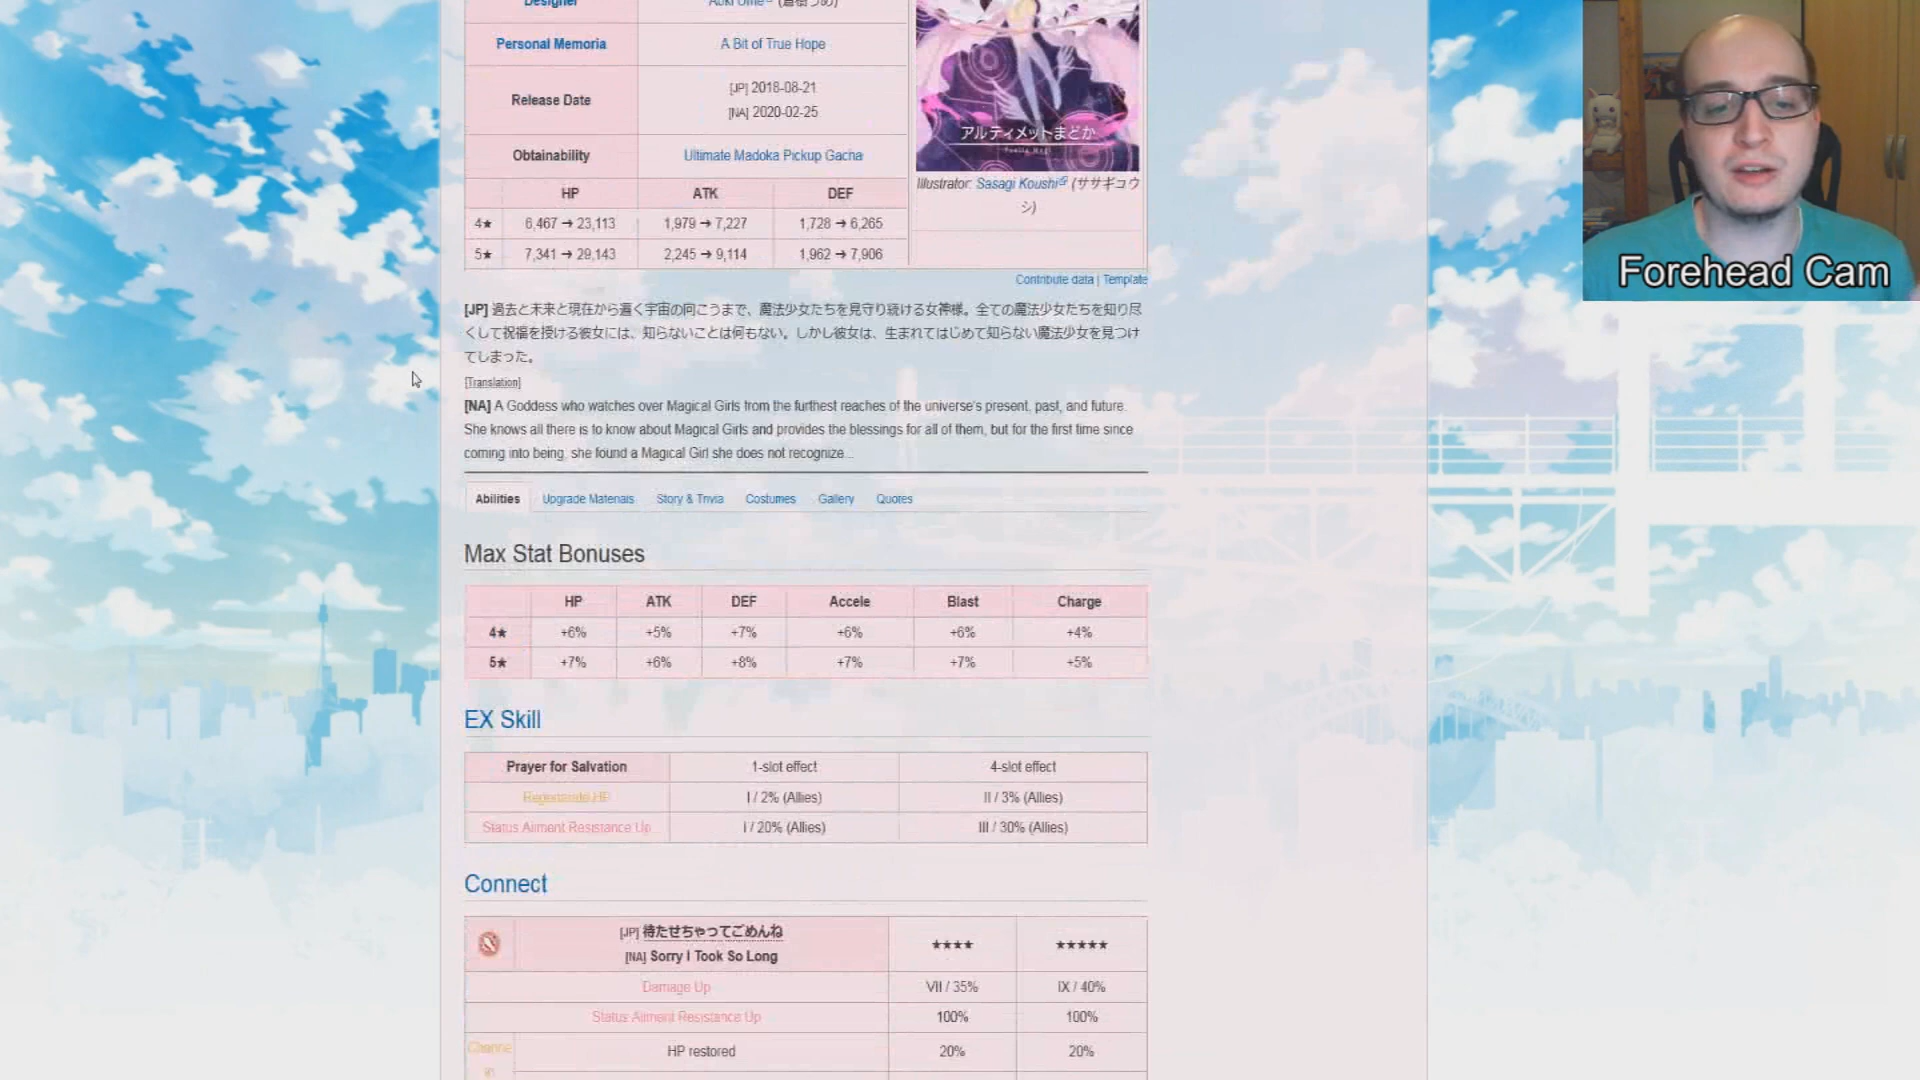 Designer
Personal Memoria
A Bit of True Hope
Release Date
[JP] 2018-08-21
[NA] 2020-02-25
Obtainability
Ultimate Madoka Pickup Gacha
HP ATK DEF
4★ 6,467 → 23,113 1,979 → 7,227 1,728 → 6,265
5★ 7,341 → 29,143 2,245 → 9,114 1,962 → 7,906
アルティメットまどか
Illustrator: Sasagi Koushi (ササギコウ
シ)
Forehead Cam
Contribute data | Template
[JP] 過去と未来と現在から遍く宇宙の向こうまで、魔法少女たちを見守り続ける女神様。全ての魔法少女たちを知り尽
くして祝福を授ける彼女には、知らないことは何もない。しかし彼女は、生まれてはじめて知らない魔法少女を見つけ
てしまった。
[Translation]
[NA] A Goddess who watches over Magical Girls from the furthest reaches of the universe's present, past, and future.
She knows all there is to know about Magical Girls and provides the blessings for all of them, but for the first time since
coming into being, she found a Magical Girl she does not recognize...
Abilities Upgrade Materials Story & Trivia Costumes Gallery Quotes
Max Stat Bonuses
HP ATK DEF Accele Blast Charge
4★ +6% +5% +7% +6% +6% +4%
5★ +7% +6% +8% +7% +7% +5%
EX Skill
Prayer for Salvation 1-slot effect 4-slot effect
Regenerate HP I / 2% (Allies) II / 3% (Allies)
Status Ailment Resistance Up I / 20% (Allies) III / 30% (Allies)
Connect
[JP] 待たせちゃってごめんね
[NA] Sorry I Took So Long
★★★★ ★★★★★
Damage Up VII / 35% IX / 40%
Status Ailment Resistance Up 100% 100%
HP restored 20% 20%